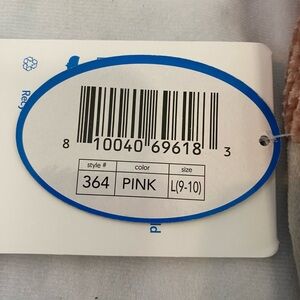 8 10040 69618 3
style # color size
364 PINK L(9-10)